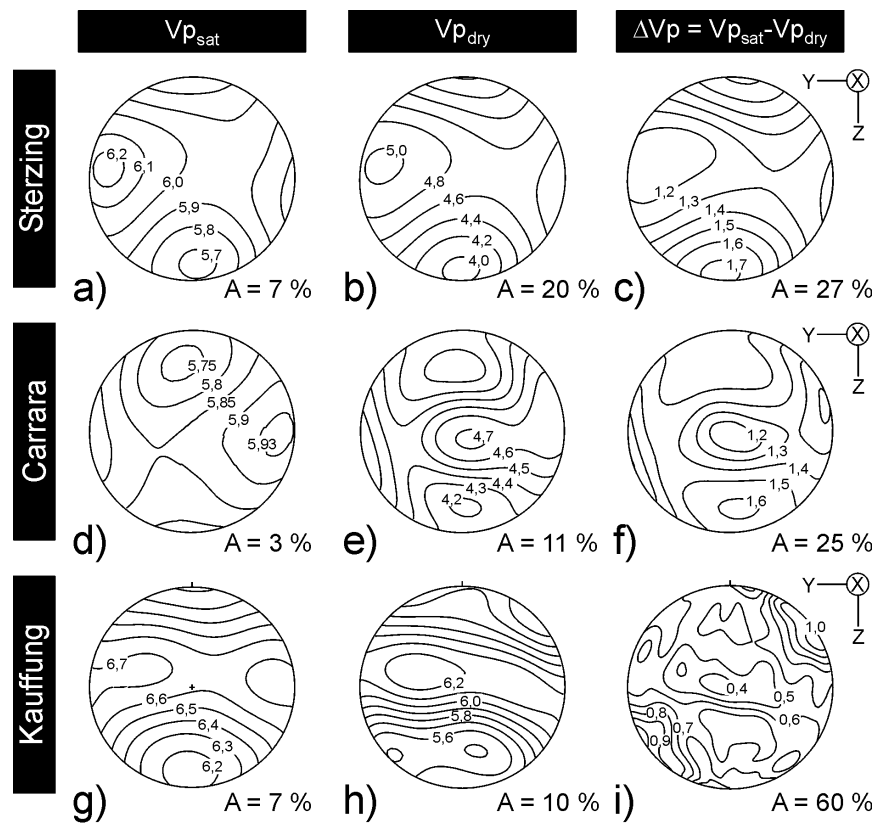 Vpsat
Vpdry
ΔVp = Vpsat-Vpdry
Sterzing
6,2
6,1
6,0
5,9
5,8
5,7
a)
A = 7 %
5,0
4,8
4,6
4,4
4,2
4,0
b)
A = 20 %
Y
X
Z
1,2
1,3
1,4
1,5
1,6
1,7
c)
A = 27 %
Carrara
5,75
5,8
5,85
5,9
5,93
d)
A = 3 %
4,7
4,6
4,5
4,4
4,3
4,2
e)
A = 11 %
Y
X
Z
1,2
1,3
1,4
1,5
1,6
f)
A = 25 %
Kauffung
6,7
6,6
6,5
6,4
6,3
6,2
g)
A = 7 %
6,2
6,0
5,8
5,6
h)
A = 10 %
Y
X
Z
1,0
0,4
0,5
0,6
0,8
0,7
0,9
i)
A = 60 %